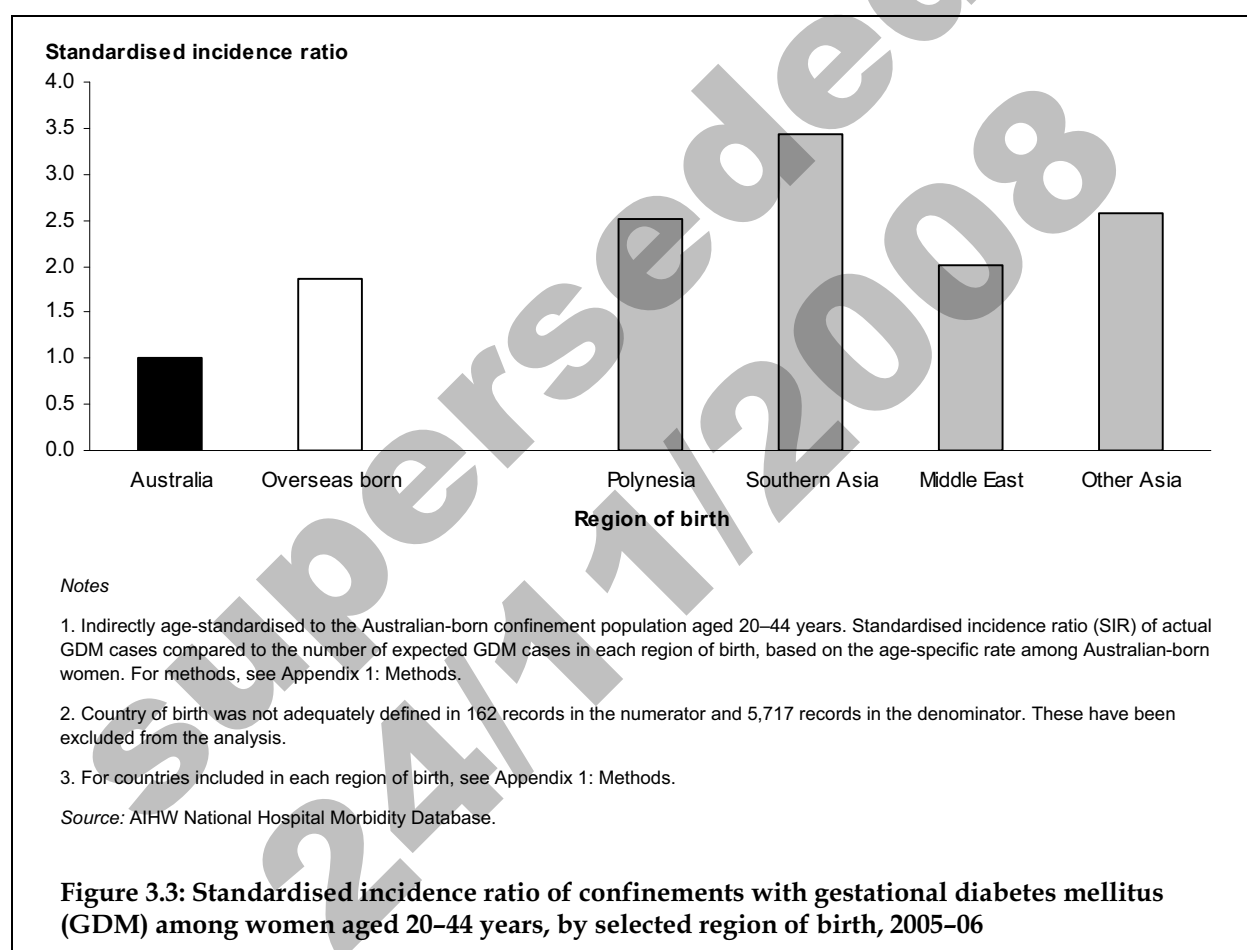 Standardised incidence ratio
4.0
3.5
3.0
2.5
2.0
1.5
1.0
0.5
0.0
Australia Overseas born Polynesia Southern Asia Middle East Other Asia
Region of birth
Notes
1. Indirectly age-standardised to the Australian-born confinement population aged 20–44 years. Standardised incidence ratio (SIR) of actual
GDM cases compared to the number of expected GDM cases in each region of birth, based on the age-specific rate among Australian-born
women. For methods, see Appendix 1: Methods.
2. Country of birth was not adequately defined in 162 records in the numerator and 5,717 records in the denominator. These have been
excluded from the analysis.
3. For countries included in each region of birth, see Appendix 1: Methods.
Source: AIHW National Hospital Morbidity Database.
Figure 3.3: Standardised incidence ratio of confinements with gestational diabetes mellitus
(GDM) among women aged 20–44 years, by selected region of birth, 2005–06
superseded
24/11/2008